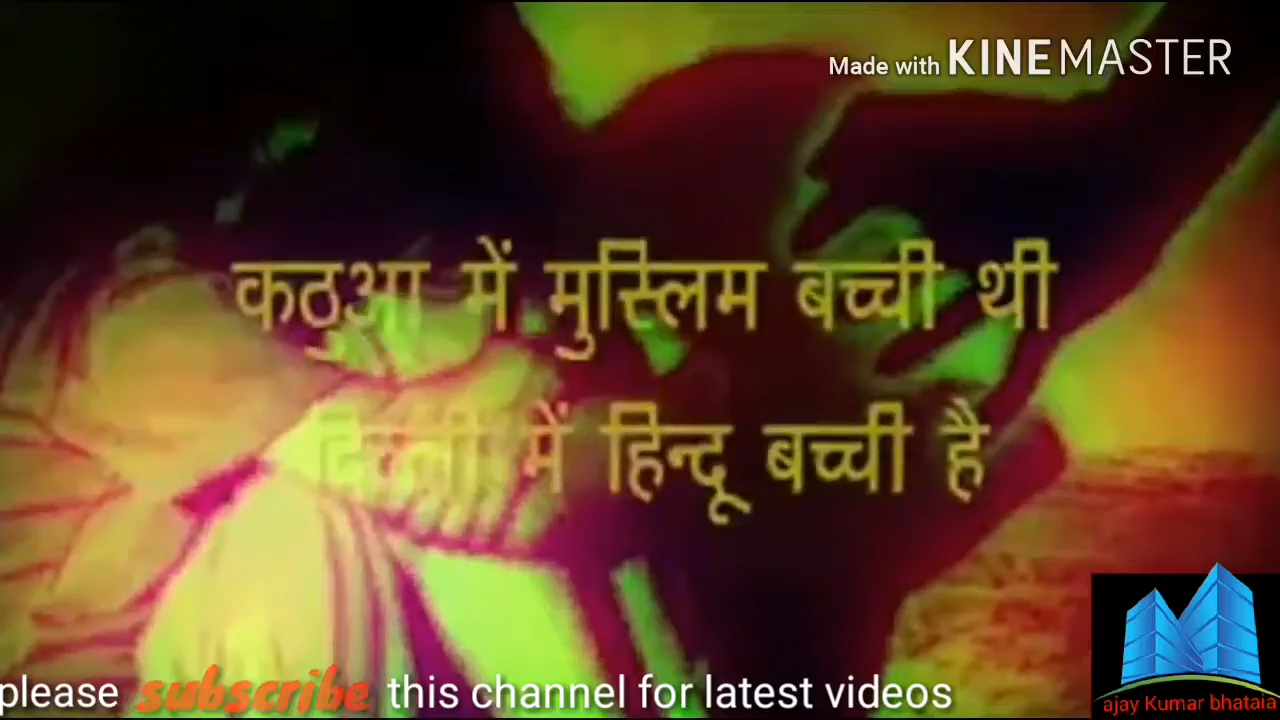 Made with KINEMASTER
कठुआ में मुस्लिम बच्ची थी
दिल्ली में हिन्दू बच्ची है
please subscribe this channel for latest videos
ajay Kumar bhataia